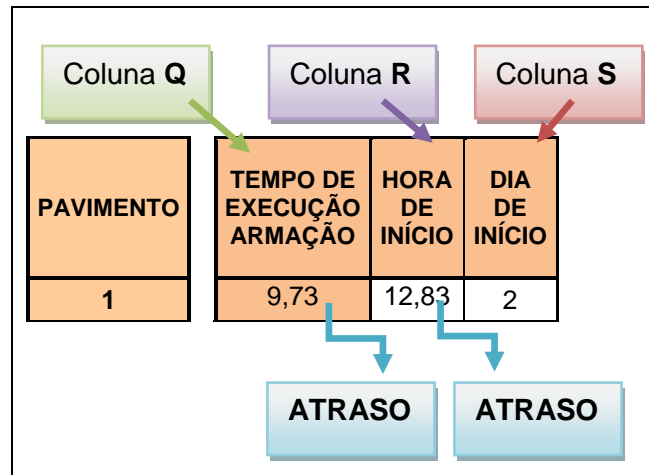 Coluna Q
Coluna R
Coluna S
PAVIMENTO
TEMPO DE
EXECUÇÃO
ARMAÇÃO
HORA
DE
INÍCIO
DIA
DE
INÍCIO
1
9,73
12,83
2
ATRASO
ATRASO